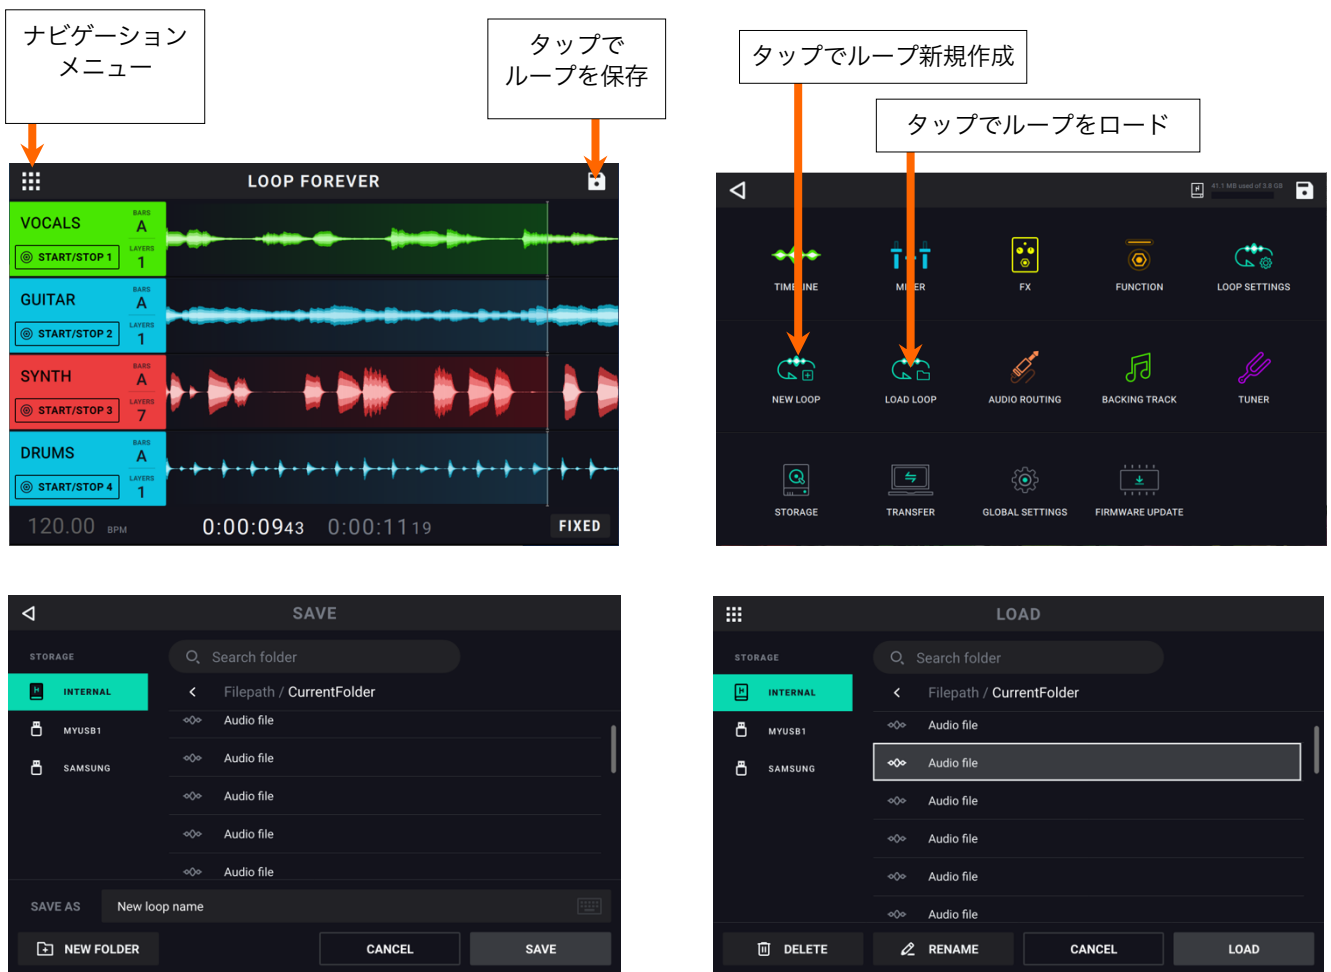 ナビゲーション
メニュー
タップで
ループを保存
タップでループ新規作成
タップでループをロード
LOOP FOREVER
VOCALS
BARS
A
START/STOP 1
LAYERS
1
GUITAR
BARS
A
START/STOP 2
LAYERS
1
SYNTH
BARS
A
START/STOP 3
LAYERS
7
DRUMS
BARS
A
START/STOP 4
LAYERS
1
120.00 BPM
0:00:0943
0:00:1119
FIXED
41.1 MB used of 3.8 GB
TIMELINE
MIXER
FX
FUNCTION
LOOP SETTINGS
NEW LOOP
LOAD LOOP
AUDIO ROUTING
BACKING TRACK
TUNER
STORAGE
TRANSFER
GLOBAL SETTINGS
FIRMWARE UPDATE
SAVE
STORAGE
Search folder
INTERNAL
Filepath / CurrentFolder
MYUSB1
SAMSUNG
Audio file
Audio file
Audio file
Audio file
Audio file
SAVE AS
New loop name
NEW FOLDER
CANCEL
SAVE
LOAD
STORAGE
Search folder
INTERNAL
Filepath / CurrentFolder
MYUSB1
SAMSUNG
Audio file
Audio file
Audio file
Audio file
Audio file
Audio file
DELETE
RENAME
CANCEL
LOAD